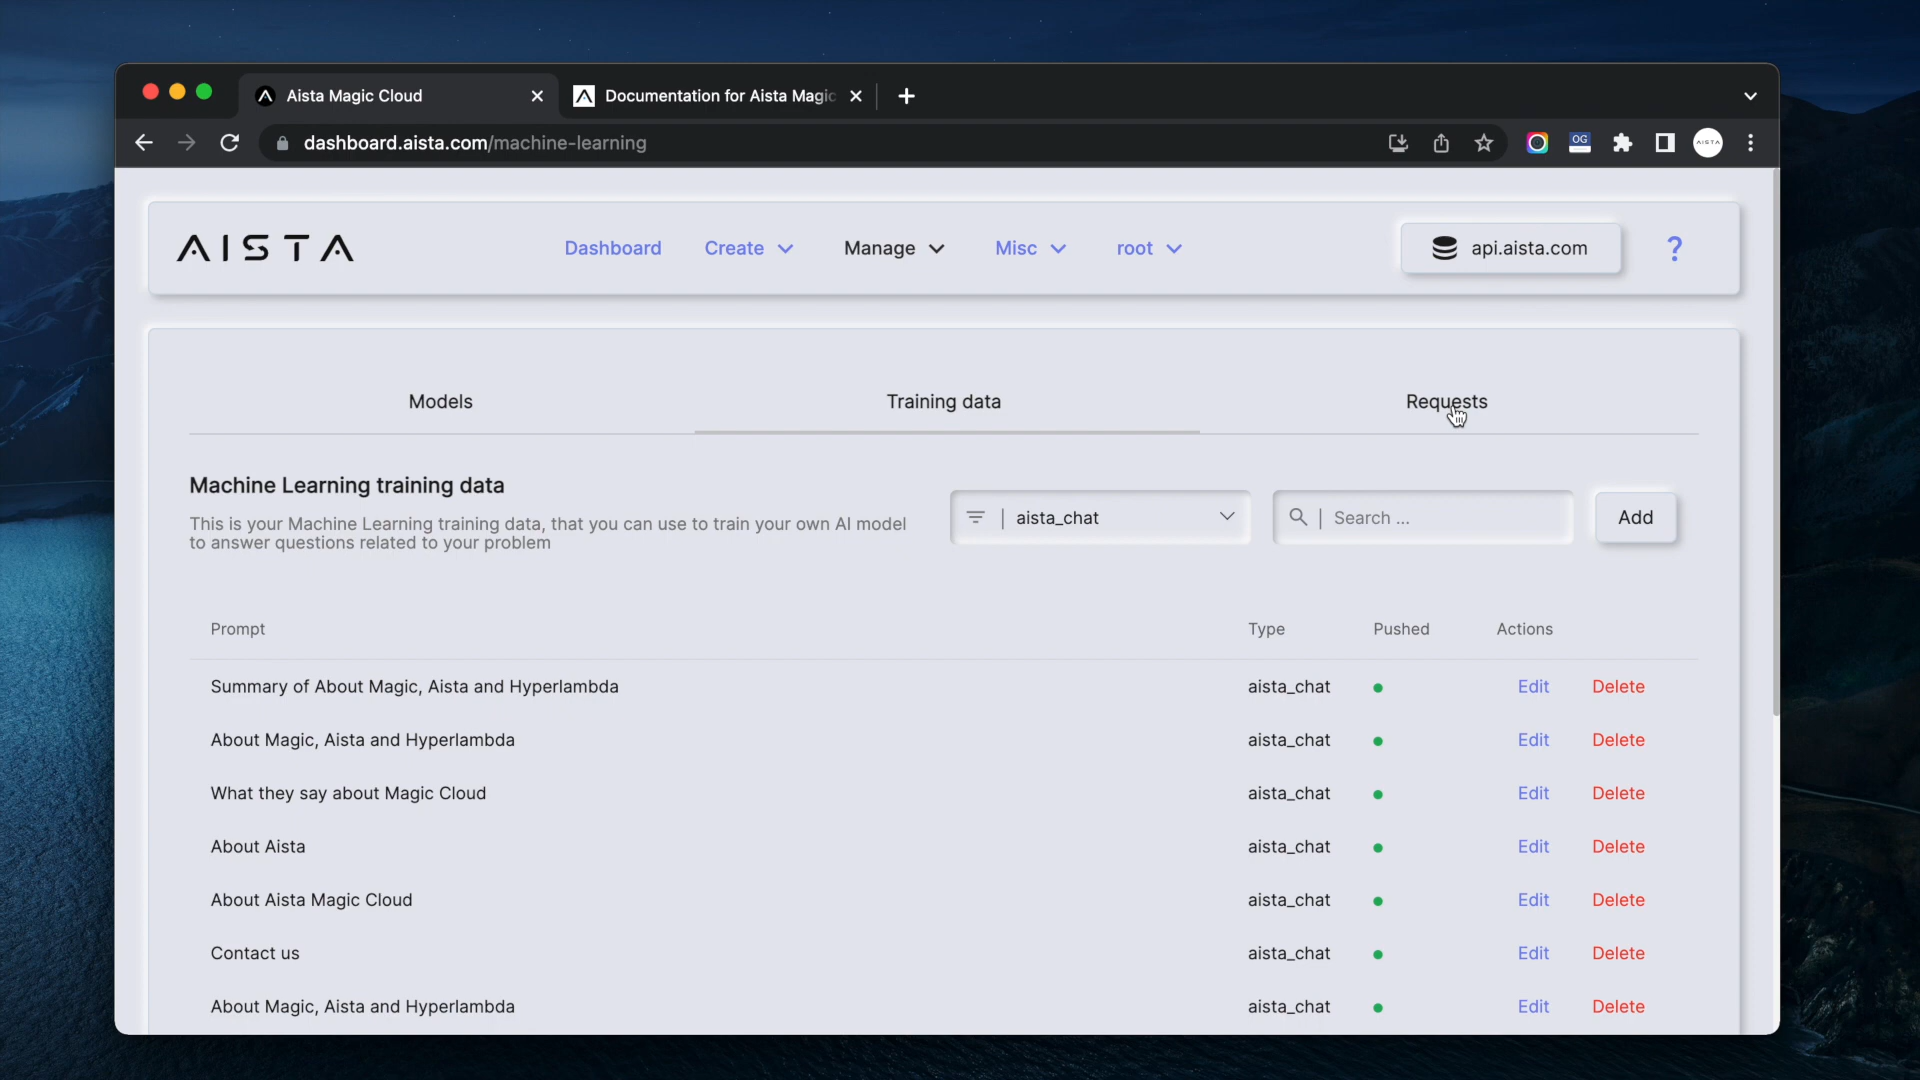 Aista Magic Cloud
Documentation for Aista Magic
dashboard.aista.com/machine-learning
OG
AISTA
AISTA
Dashboard
Create
Manage
Misc
root
api.aista.com
?
Models
Training data
Requests
Machine Learning training data
This is your Machine Learning training data, that you can use to train your own AI model
to answer questions related to your problem
aista_chat
Search ...
Add
Prompt Type Pushed Actions
Summary of About Magic, Aista and Hyperlambda aista_chat Edit Delete
About Magic, Aista and Hyperlambda aista_chat Edit Delete
What they say about Magic Cloud aista_chat Edit Delete
About Aista aista_chat Edit Delete
About Aista Magic Cloud aista_chat Edit Delete
Contact us aista_chat Edit Delete
About Magic, Aista and Hyperlambda aista_chat Edit Delete